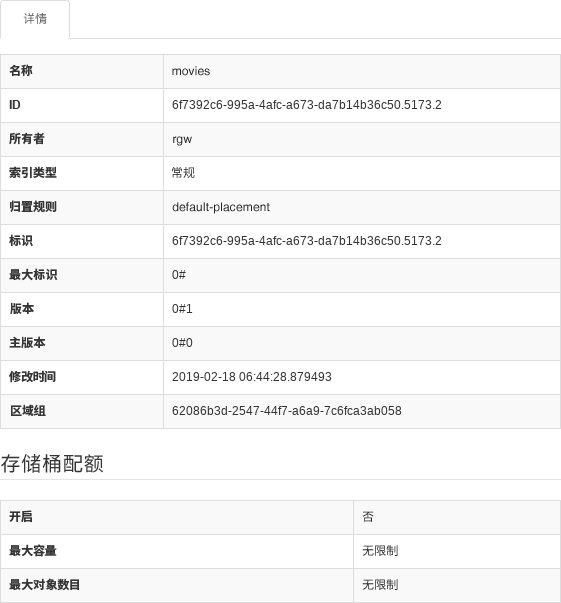 详情
名称 movies
ID 6f7392c6-995a-4afc-a673-da7b14b36c50.5173.2
所有者 rgw
索引类型 常规
归置规则 default-placement
标识 6f7392c6-995a-4afc-a673-da7b14b36c50.5173.2
最大标识 0#
版本 0#1
主版本 0#0
修改时间 2019-02-18 06:44:28.879493
区域组 62086b3d-2547-44f7-a6a9-7c6fca3ab058
存储桶配额
开启 否
最大容量 无限制
最大对象数目 无限制